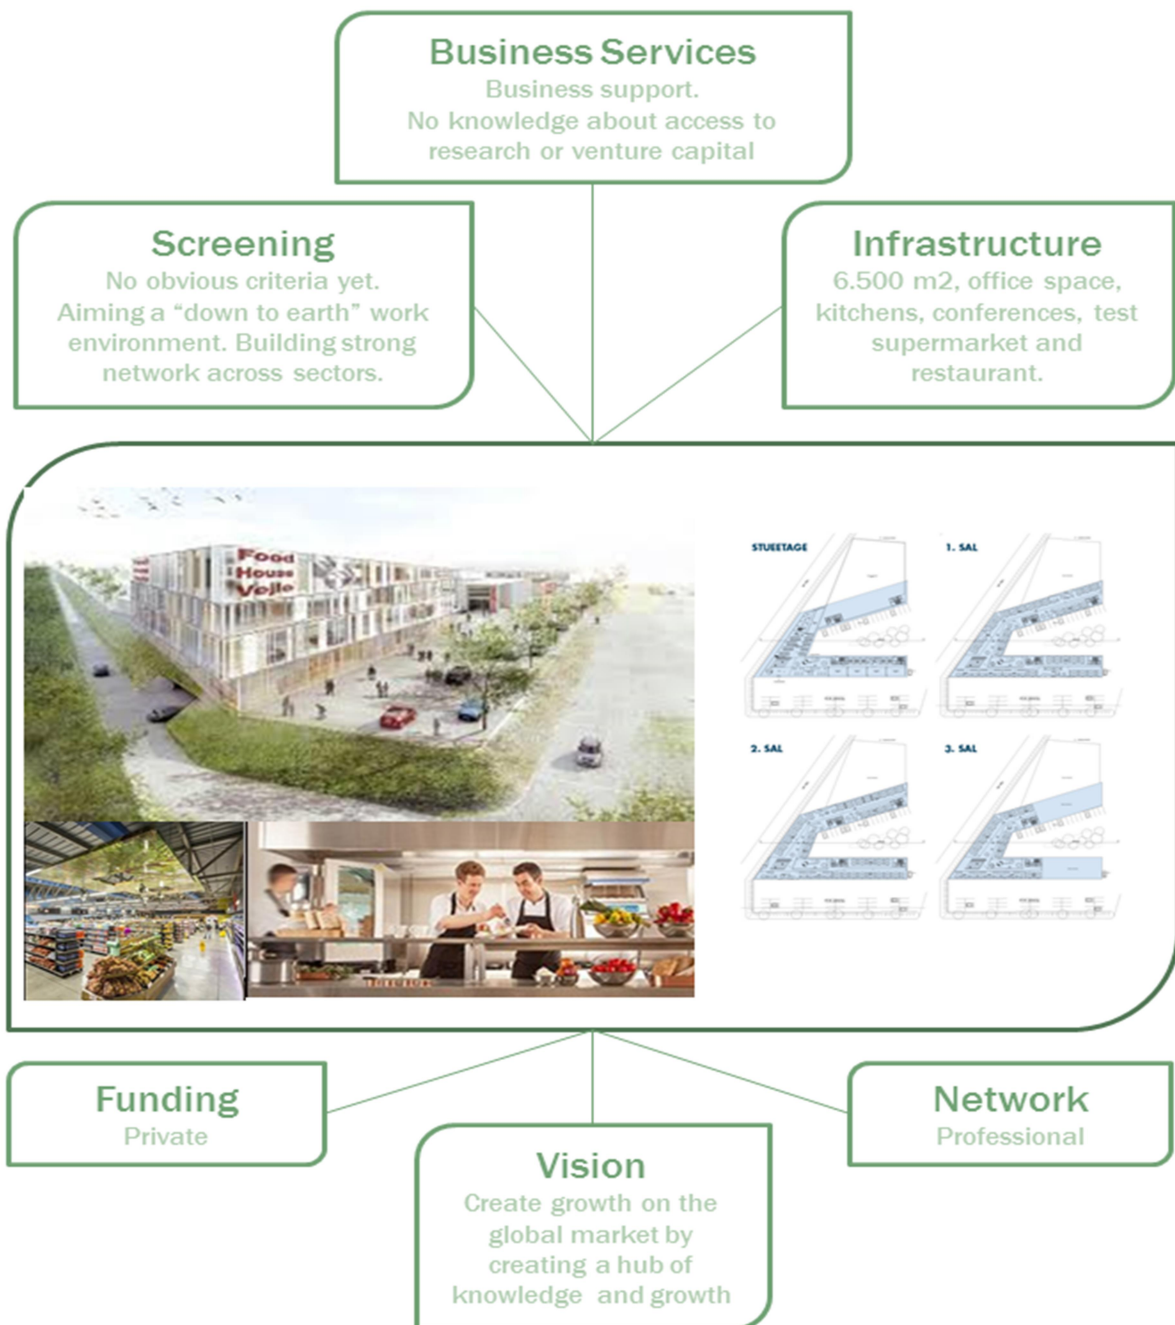 Business Services
Business support.
No knowledge about access to
research or venture capital
Screening
No obvious criteria yet.
Aiming a “down to earth” work
environment. Building strong
network across sectors.
Infrastructure
6.500 m2, office space,
kitchens, conferences, test
supermarket and
restaurant.
Food
House
Vejle
STUEETAGE
1. SAL
2. SAL
3. SAL
Funding
Private
Vision
Create growth on the
global market by
creating a hub of
knowledge and growth
Network
Professional